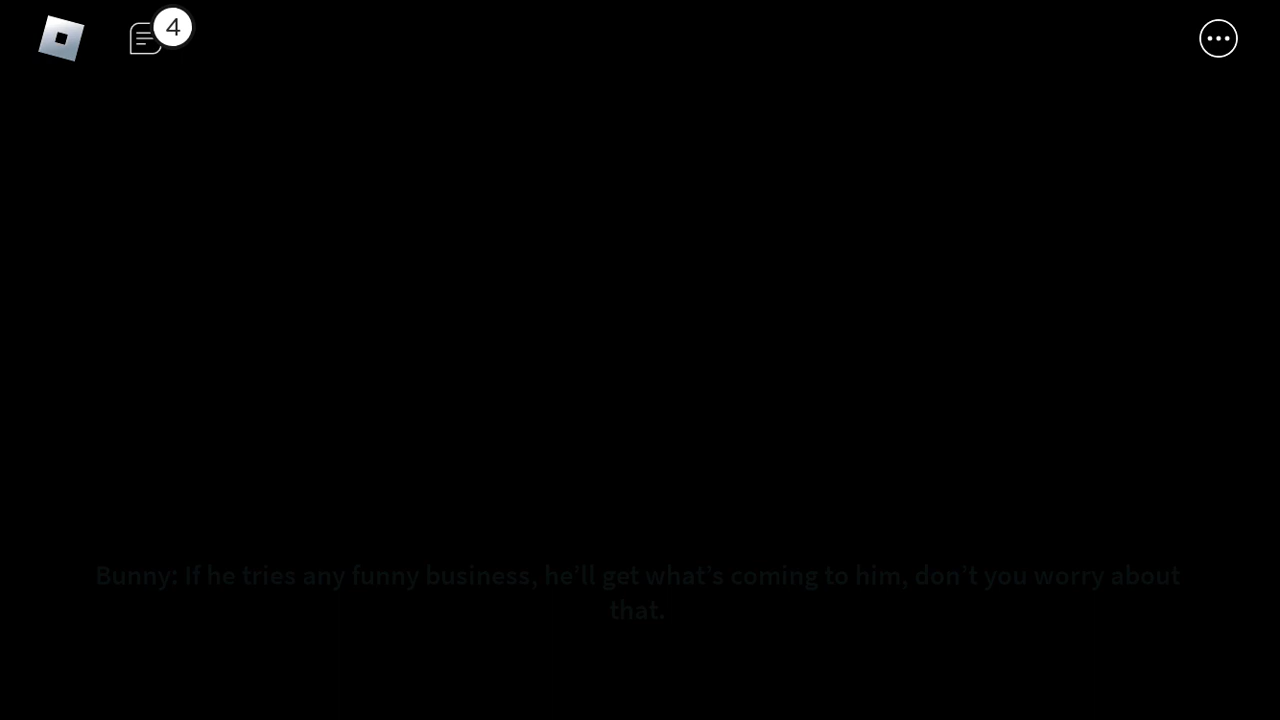 4
Bunny: If he tries any funny business, he'll get what's coming to him, don't you worry about
that.